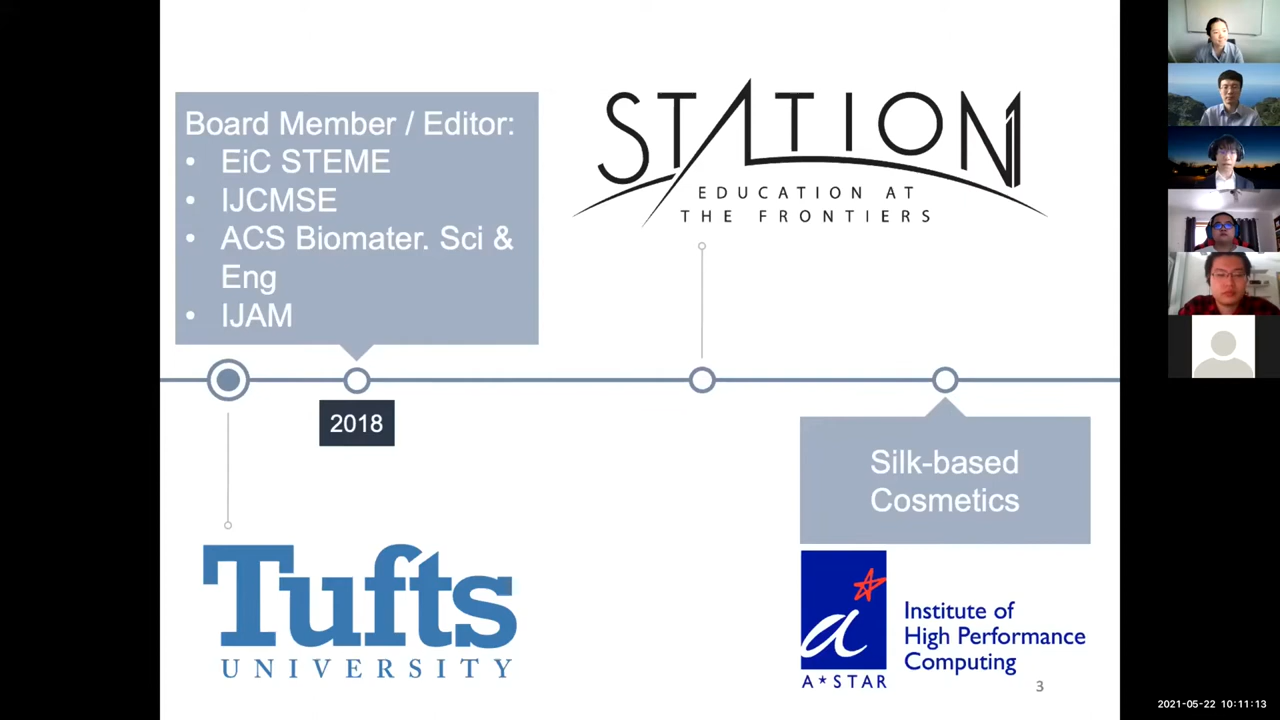 Board Member / Editor:
• EiC STEME
• IJCMSE
• ACS Biomater. Sci &
Eng
• IJAM
STATION1
EDUCATION AT
THE FRONTIERS
2018
Silk-based
Cosmetics
Tufts
UNIVERSITY
a
Institute of
High Performance
Computing
A★STAR
3
2021-05-22 10:11:13